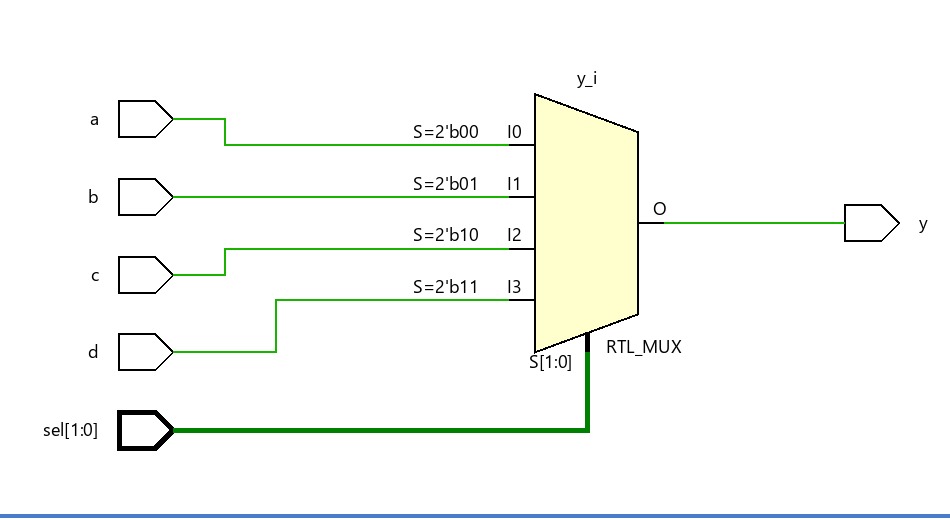 y_i
a
S=2'b00 I0
b
S=2'b01 I1
c
S=2'b10 I2
d
S=2'b11 I3
O
y
RTL_MUX
S[1:0]
sel[1:0]